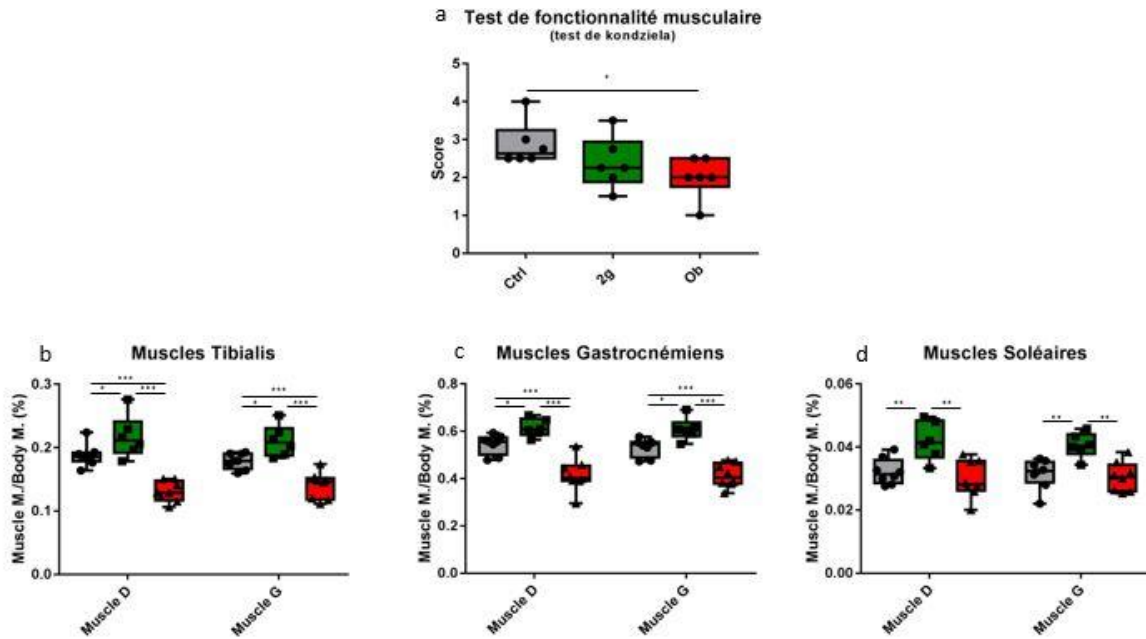 a
Test de fonctionnalité musculaire
(test de kondziela)
Score
5
4
3
2
1
0
*
Ctrl
2g
Ob
b
Muscles Tibialis
Muscle M./Body M. (%)
0.3
0.2
0.1
0.0
***
* ***
***
* ***
Muscle D
Muscle G
c
Muscles Gastrocnémiens
Muscle M./Body M. (%)
0.8
0.6
0.4
0.2
0.0
***
* ***
***
* ***
Muscle D
Muscle G
d
Muscles Soléaires
Muscle M./Body M. (%)
0.06
0.04
0.02
0.00
** **
** **
Muscle D
Muscle G